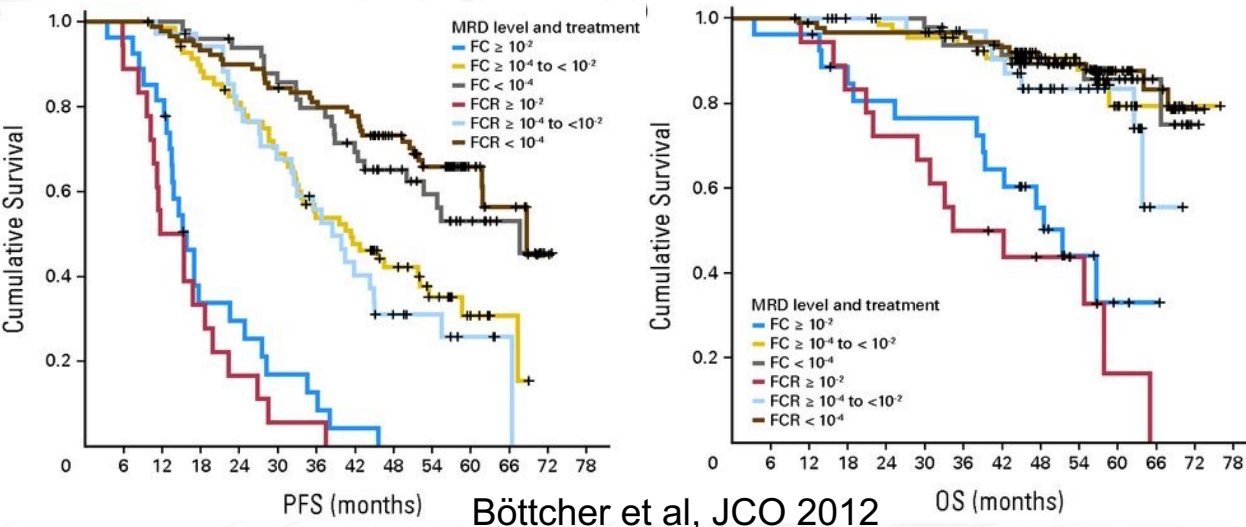 Cumulative Survival
1.0
0.8
0.6
0.4
0.2
MRD level and treatment
FC ≥ 10⁻²
FC ≥ 10⁻⁴ to < 10⁻²
FC < 10⁻⁴
FCR ≥ 10⁻²
FCR ≥ 10⁻⁴ to <10⁻²
FCR < 10⁻⁴
0 6 12 18 24 30 36 42 48 54 60 66 72 78
PFS (months)
Cumulative Survival
1.0
0.8
0.6
0.4
0.2
MRD level and treatment
FC ≥ 10⁻²
FC ≥ 10⁻⁴ to < 10⁻²
FC < 10⁻⁴
FCR ≥ 10⁻²
FCR ≥ 10⁻⁴ to <10⁻²
FCR < 10⁻⁴
0 6 12 18 24 30 36 42 48 54 60 66 72 78
OS (months)
Böttcher et al, JCO 2012